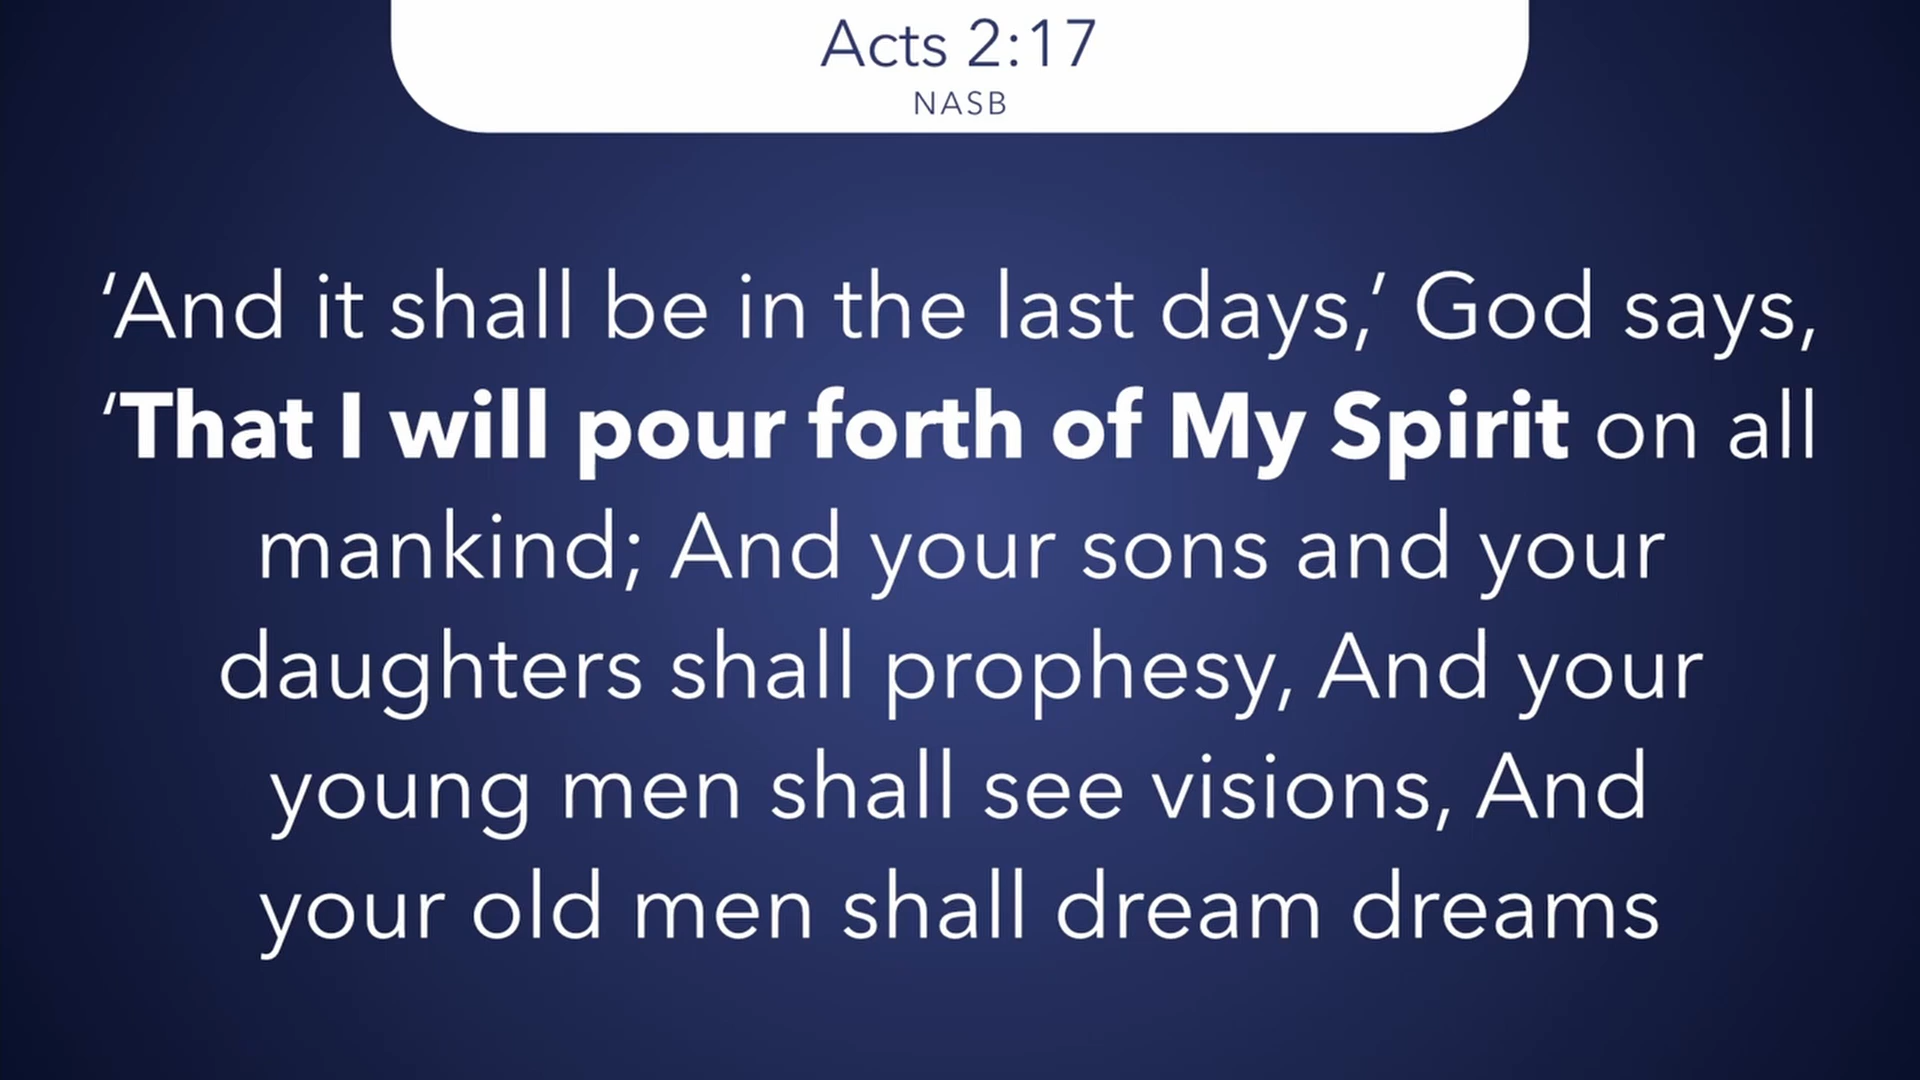 Acts 2:17
NASB
‘And it shall be in the last days,’ God says,
‘That I will pour forth of My Spirit on all
mankind; And your sons and your
daughters shall prophesy, And your
young men shall see visions, And
your old men shall dream dreams